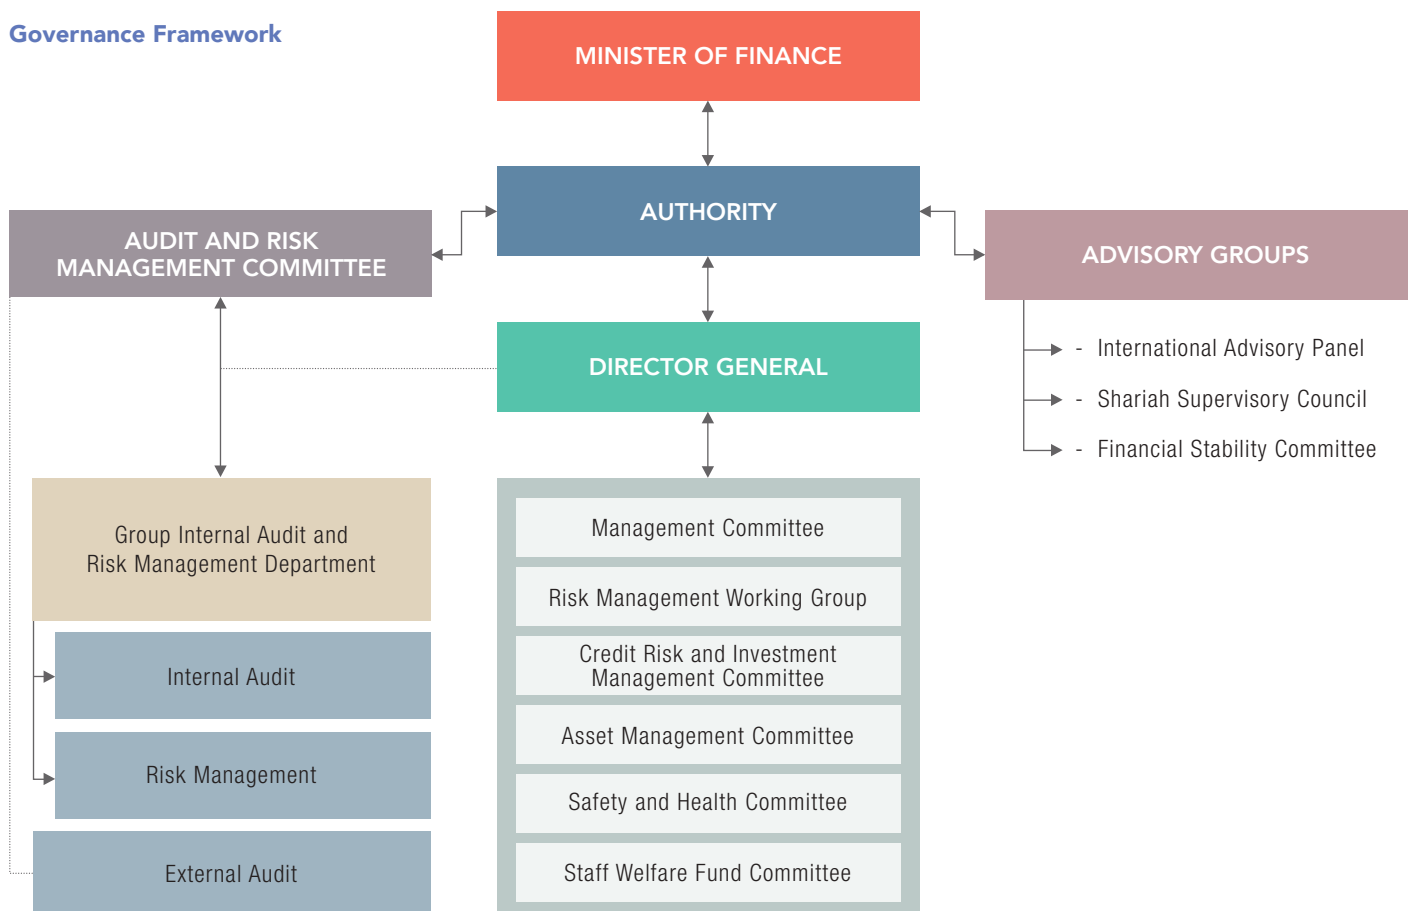 Governance Framework
MINISTER OF FINANCE
AUTHORITY
AUDIT AND RISK
MANAGEMENT COMMITTEE
ADVISORY GROUPS
DIRECTOR GENERAL
- International Advisory Panel
- Shariah Supervisory Council
- Financial Stability Committee
Group Internal Audit and
Risk Management Department
Internal Audit
Risk Management
External Audit
Management Committee
Risk Management Working Group
Credit Risk and Investment
Management Committee
Asset Management Committee
Safety and Health Committee
Staff Welfare Fund Committee